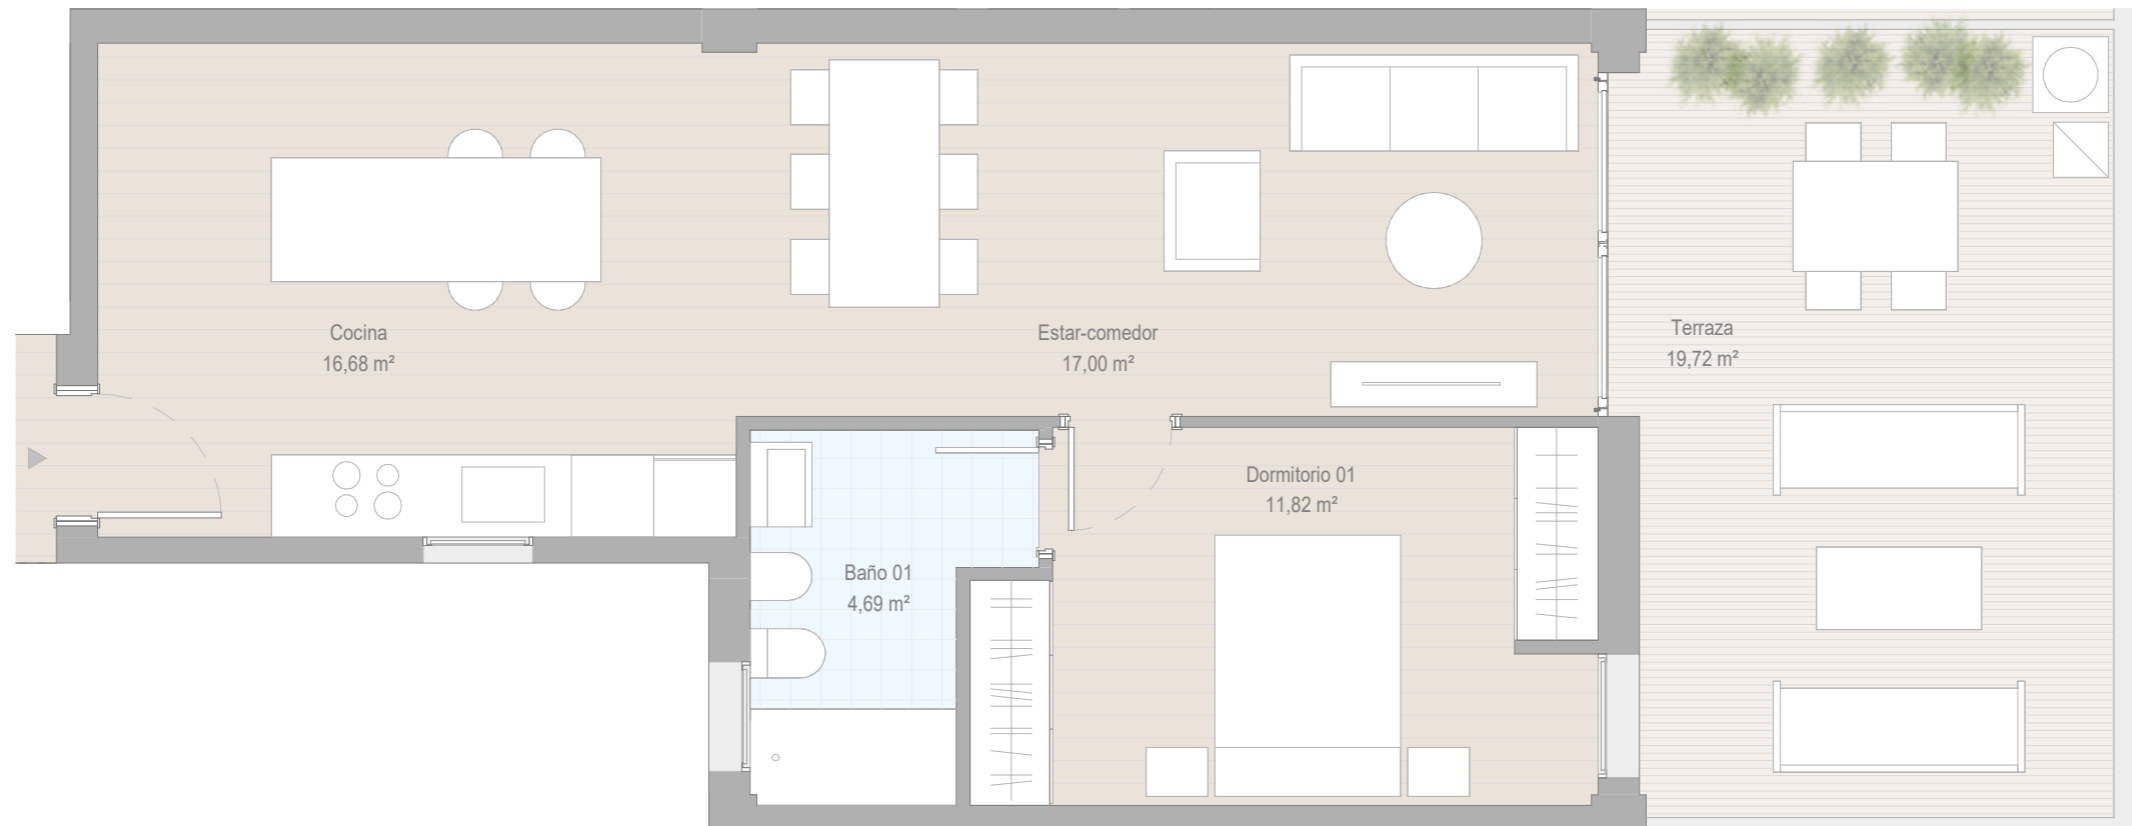 Cocina
16,68 m²
Estar-comedor
17,00 m²
Terraza
19,72 m²
Dormitorio 01
11,82 m²
Baño 01
4,69 m²